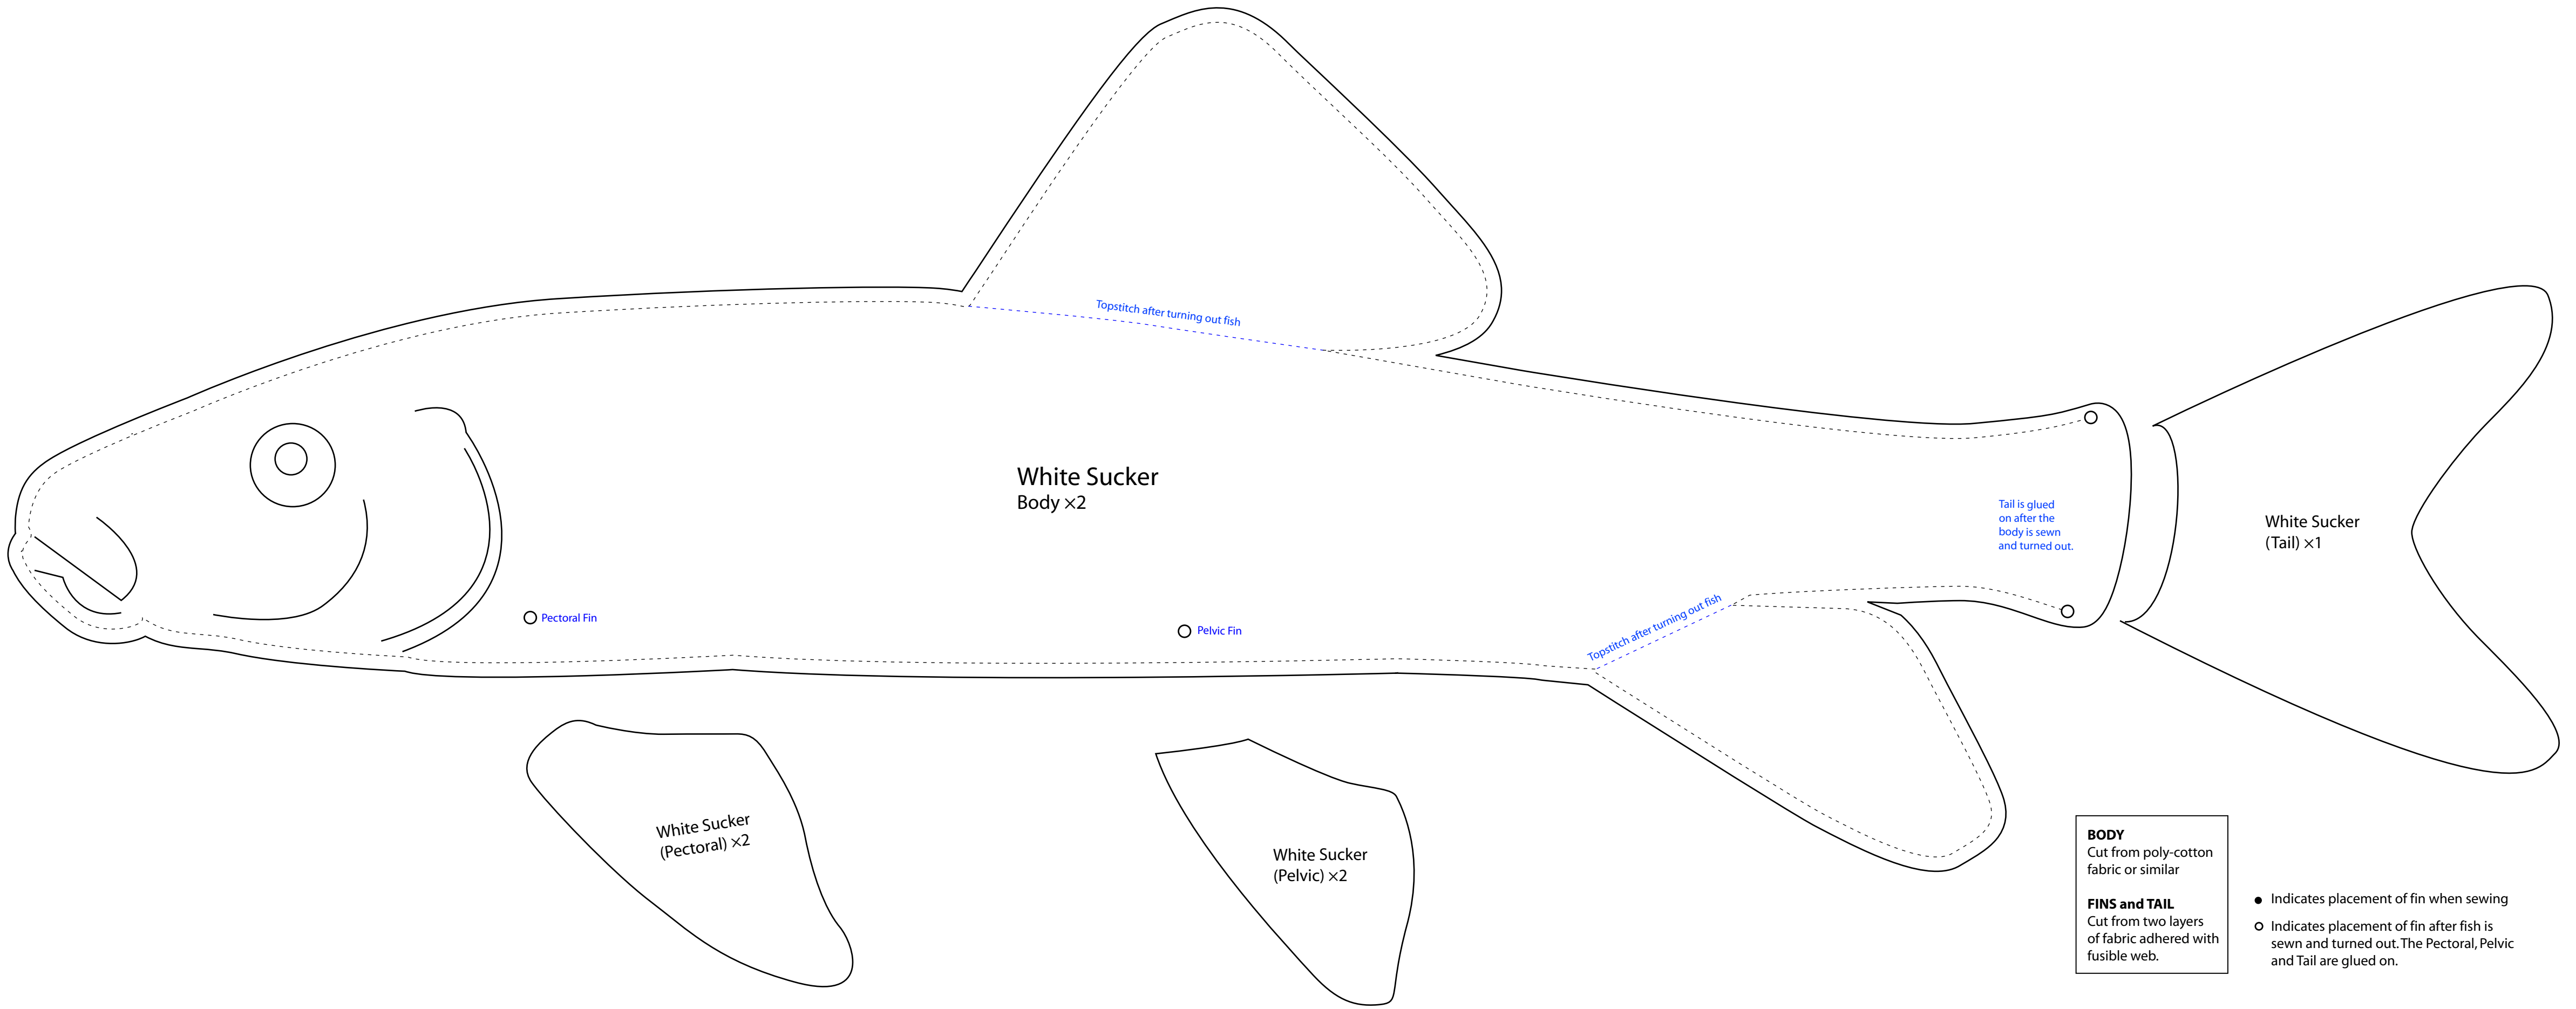 Topstitch after turning out fish
White Sucker
Body ×2
Tail is glued
on after the
body is sewn
and turned out.
White Sucker
(Tail) ×1
Pectoral Fin
Pelvic Fin
Topstitch after turning out fish
White Sucker
(Pectoral) ×2
White Sucker
(Pelvic) ×2
BODY
Cut from poly-cotton
fabric or similar
FINS and TAIL
Cut from two layers
of fabric adhered with
fusible web.
Indicates placement of fin when sewing
Indicates placement of fin after fish is
sewn and turned out. The Pectoral, Pelvic
and Tail are glued on.